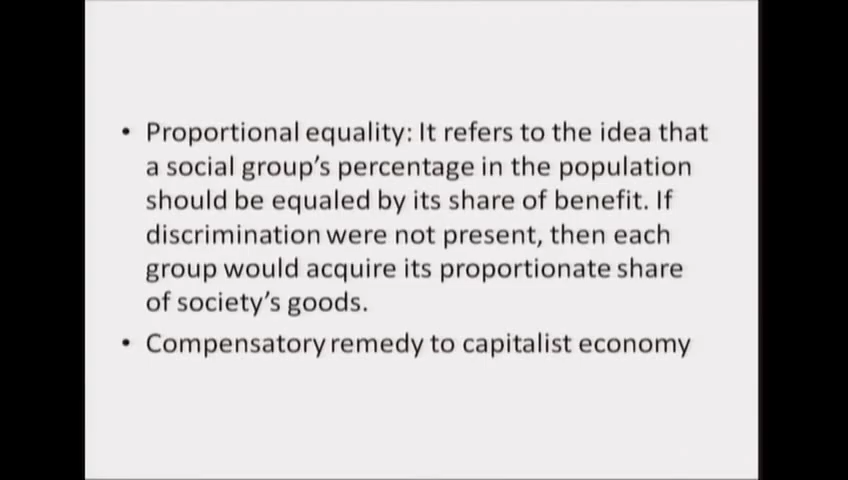 • Proportional equality: It refers to the idea that
a social group's percentage in the population
should be equaled by its share of benefit. If
discrimination were not present, then each
group would acquire its proportionate share
of society's goods.
• Compensatory remedy to capitalist economy